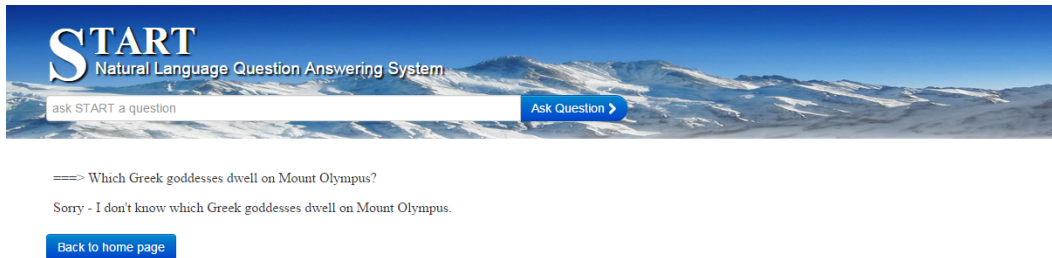 START
Natural Language Question Answering System
ask START a question
Ask Question
===> Which Greek goddesses dwell on Mount Olympus?
Sorry - I don't know which Greek goddesses dwell on Mount Olympus.
Back to home page